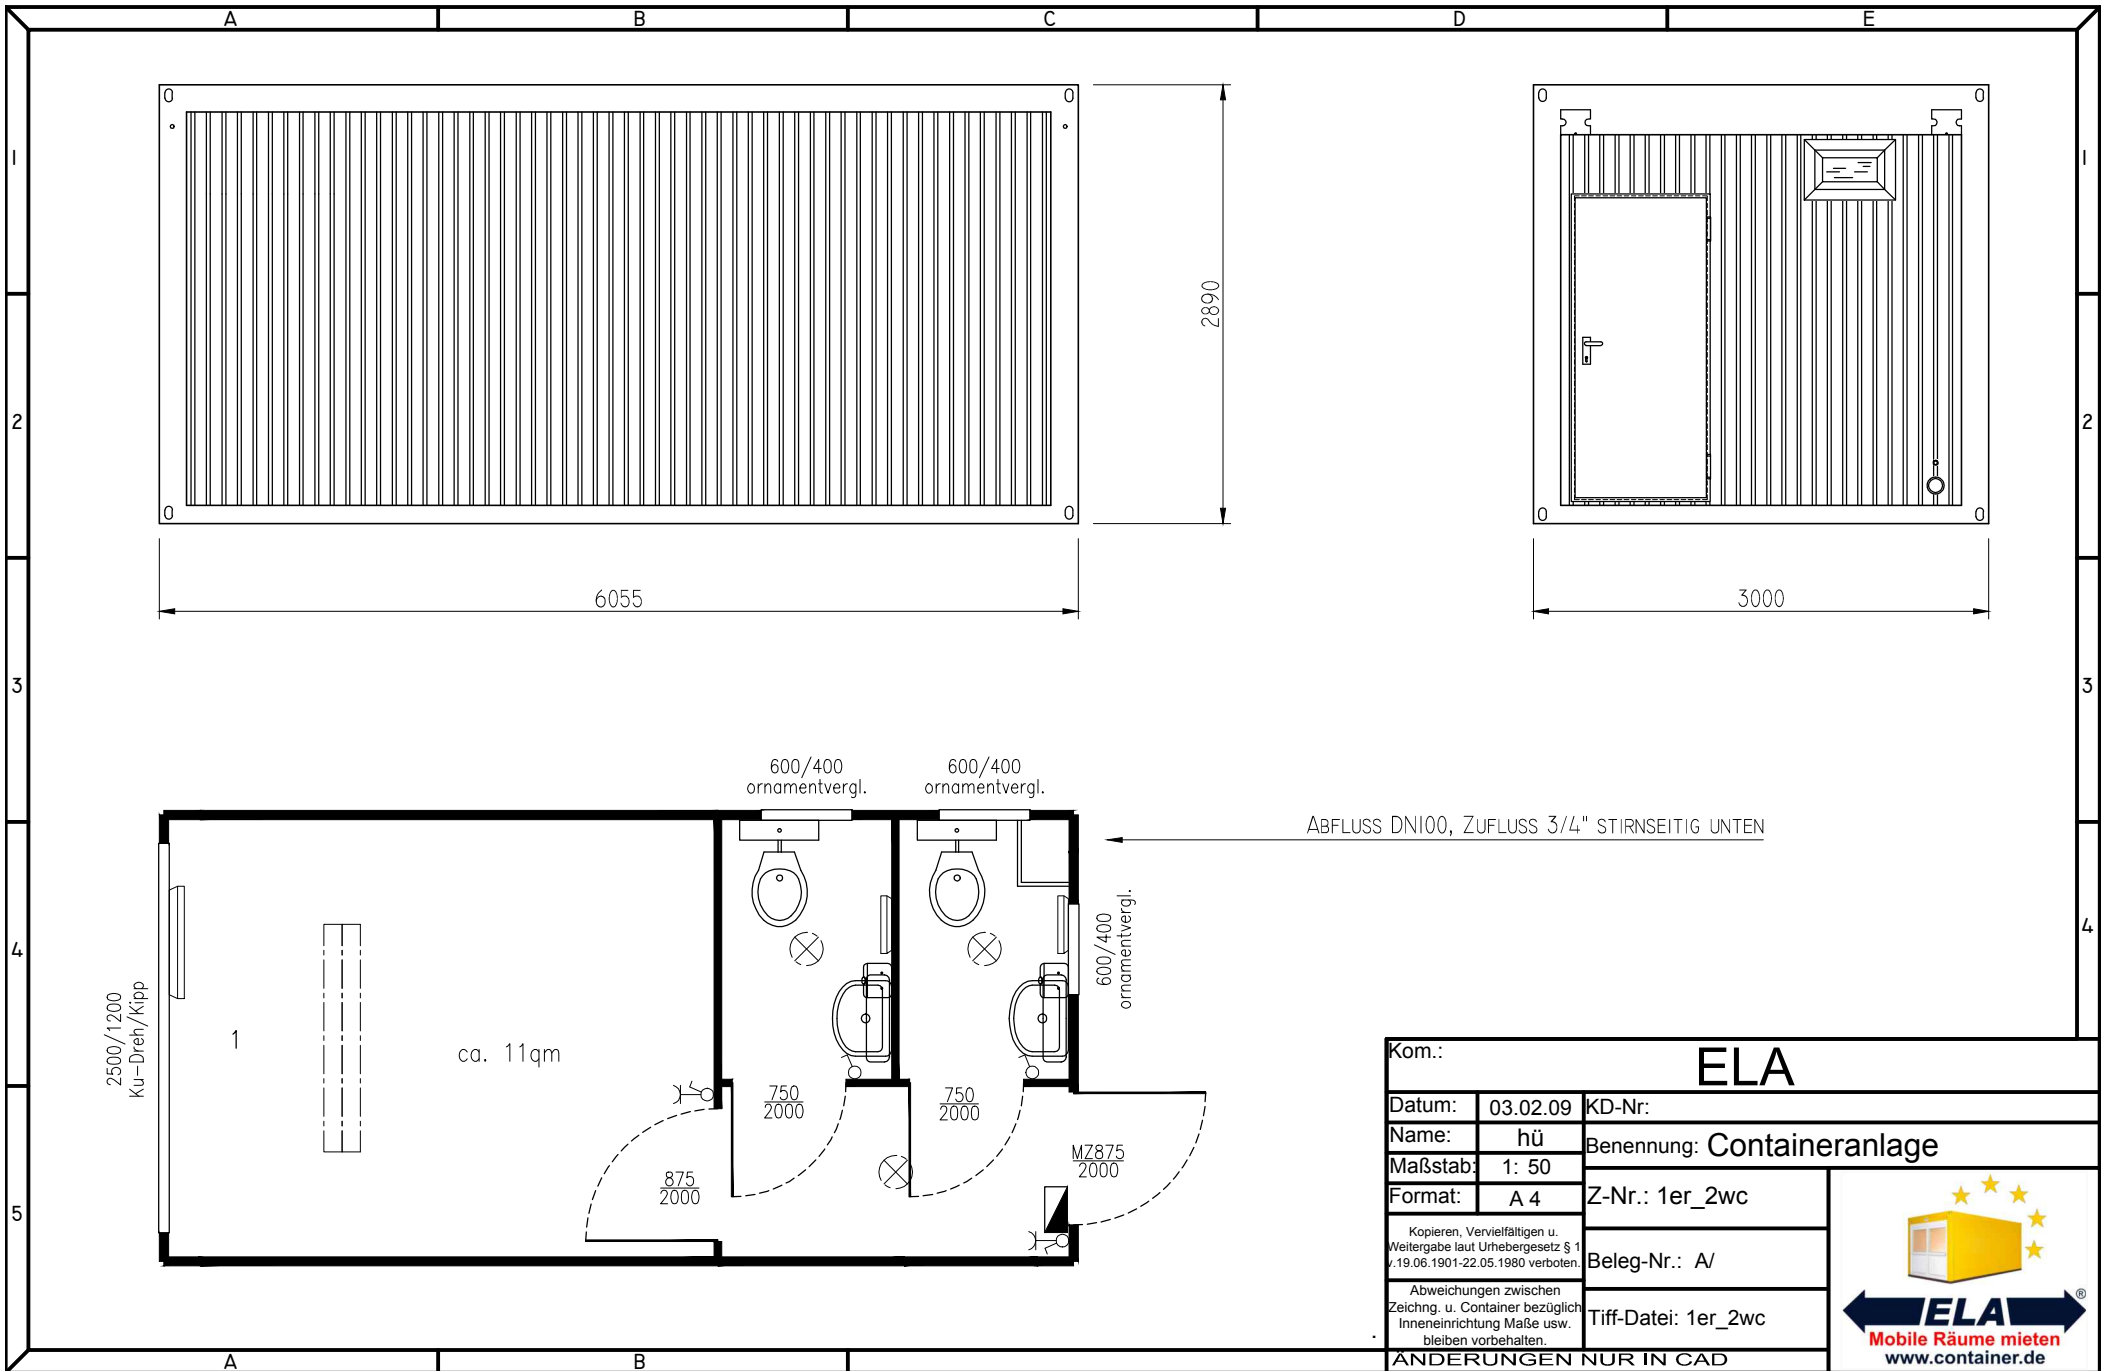 A B C D E
1 1
2 2
3 3
4 4
5
2890
6055
3000
600/400
ornamentvergl.
600/400
ornamentvergl.
ABFLUSS DN100, ZUFLUSS 3/4" STIRNSEITIG UNTEN
600/400
ornamentvergl.
2500/1200
Ku-Dreh/Kipp
1
ca. 11qm
750
2000
750
2000
875
2000
MZ875
2000
Kom.: ELA
Datum: 03.02.09 KD-Nr:
Name: hü Benennung: Containeranlage
Maßstab: 1: 50
Format: A 4 Z-Nr.: 1er_2wc
Kopieren, Vervielfältigen u.
Weitergabe laut Urhebergesetz § 1
v.19.06.1901-22.05.1980 verboten.
Beleg-Nr.: A/
Abweichungen zwischen
Zeichng. u. Container bezüglich
Inneneinrichtung Maße usw.
bleiben vorbehalten.
Tiff-Datei: 1er_2wc
ÄNDERUNGEN NUR IN CAD
ELA®
Mobile Räume mieten
www.container.de
A B